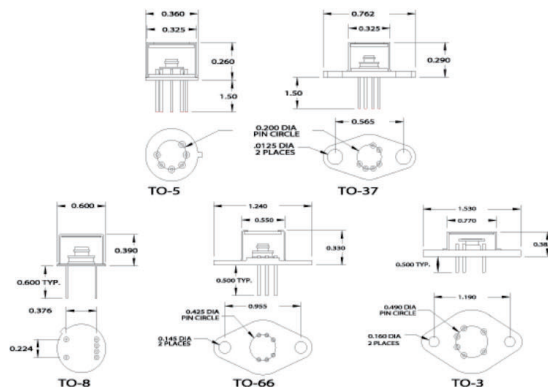 0.360
0.325
0.260
1.50
0.762
0.325
0.290
1.50
0.565
0.200 DIA
PIN CIRCLE
.0125 DIA
2 PLACES
TO-5
TO-37
0.600
0.390
0.600 TYP.
0.376
0.224
TO-8
1.240
0.550
0.330
0.500 TYP.
0.955
0.425 DIA
PIN CIRCLE
0.145 DIA
2 PLACES
TO-66
1.530
0.770
0.500 TYP.
1.190
0.490 DIA
PIN CIRCLE
0.160 DIA
2 PLACES
TO-3